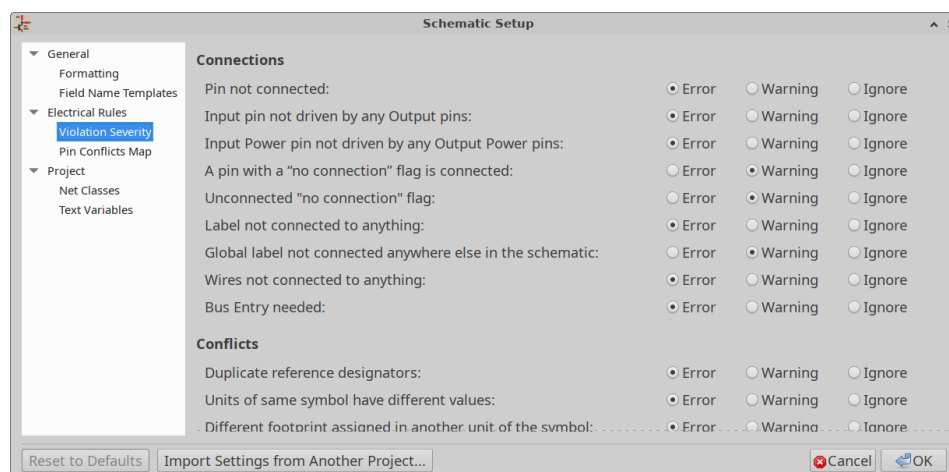 Schematic Setup
General
Formatting
Field Name Templates
Electrical Rules
Violation Severity
Pin Conflicts Map
Project
Net Classes
Text Variables
Connections
Pin not connected: Error Warning Ignore
Input pin not driven by any Output pins: Error Warning Ignore
Input Power pin not driven by any Output Power pins: Error Warning Ignore
A pin with a “no connection” flag is connected: Error Warning Ignore
Unconnected "no connection" flag: Error Warning Ignore
Label not connected to anything: Error Warning Ignore
Global label not connected anywhere else in the schematic: Error Warning Ignore
Wires not connected to anything: Error Warning Ignore
Bus Entry needed: Error Warning Ignore
Conflicts
Duplicate reference designators: Error Warning Ignore
Units of same symbol have different values: Error Warning Ignore
Different footprint assigned in another unit of the symbol: Error Warning Ignore
Reset to Defaults Import Settings from Another Project... Cancel OK